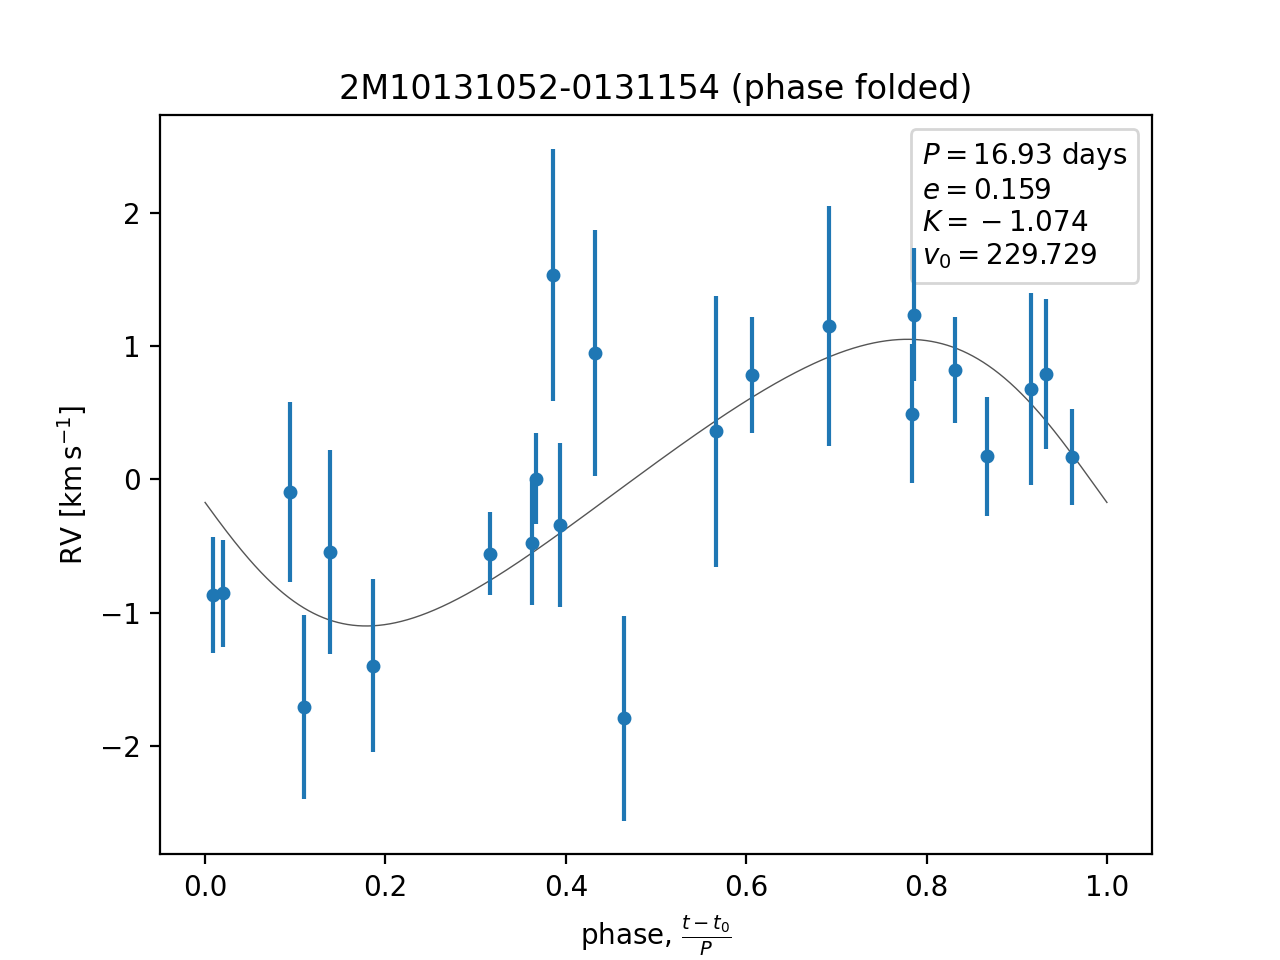 2M10131052-0131154 (phase folded)
P = 16.93 days
e = 0.159
K = −1.074
v₀ = 229.729
RV [km s⁻¹]
2
1
0
−1
−2
0.0 0.2 0.4 0.6 0.8 1.0
phase, (t − t₀)/P